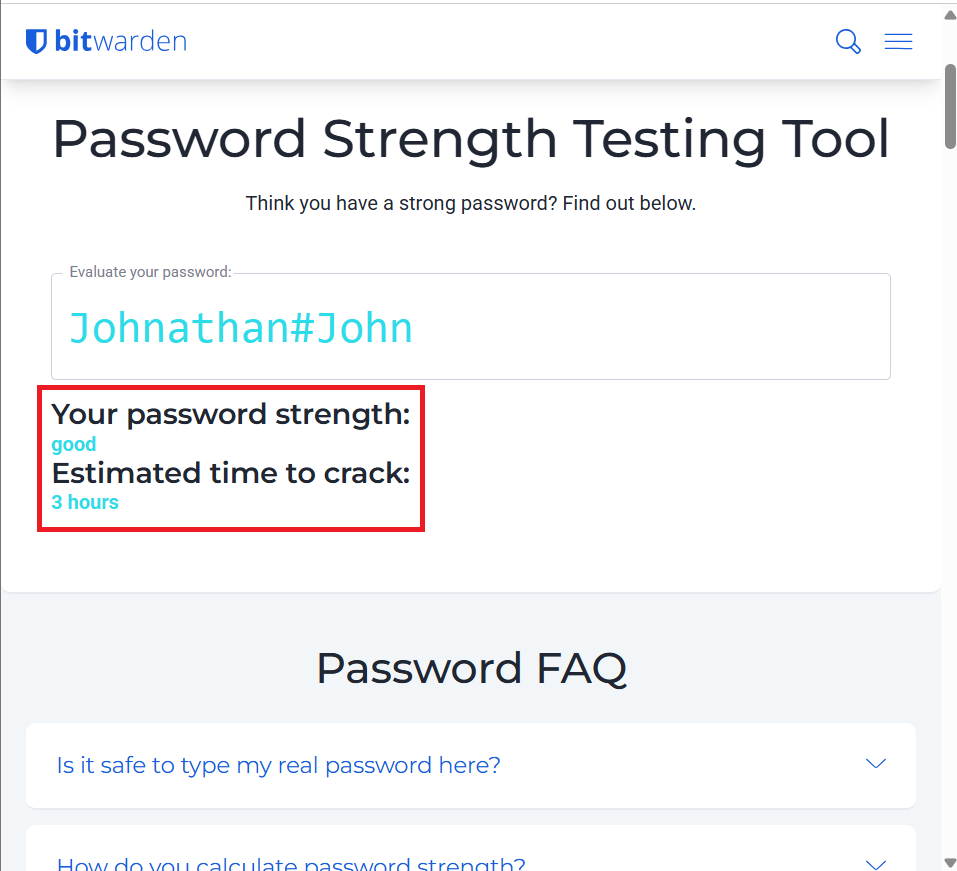 bitwarden
Password Strength Testing Tool
Think you have a strong password? Find out below.
Evaluate your password:
Johnathan#John
Your password strength:
good
Estimated time to crack:
3 hours
Password FAQ
Is it safe to type my real password here?
How do you calculate password strength?